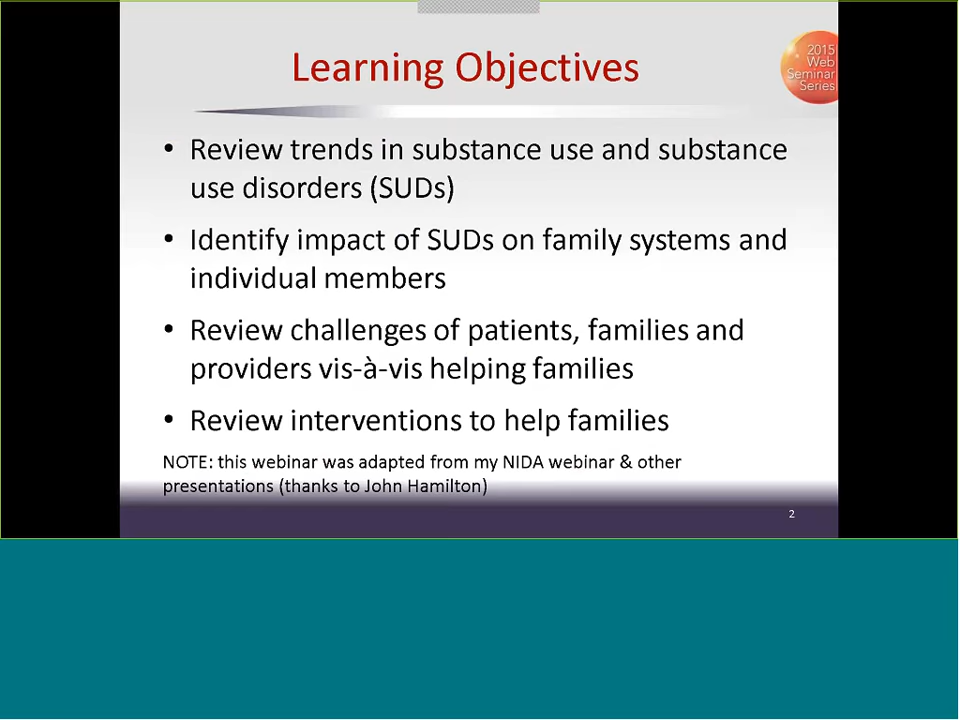 Learning Objectives
2015
Web
Seminar
Series
• Review trends in substance use and substance
use disorders (SUDs)
• Identify impact of SUDs on family systems and
individual members
• Review challenges of patients, families and
providers vis-à-vis helping families
• Review interventions to help families
NOTE: this webinar was adapted from my NIDA webinar & other
presentations (thanks to John Hamilton)
2